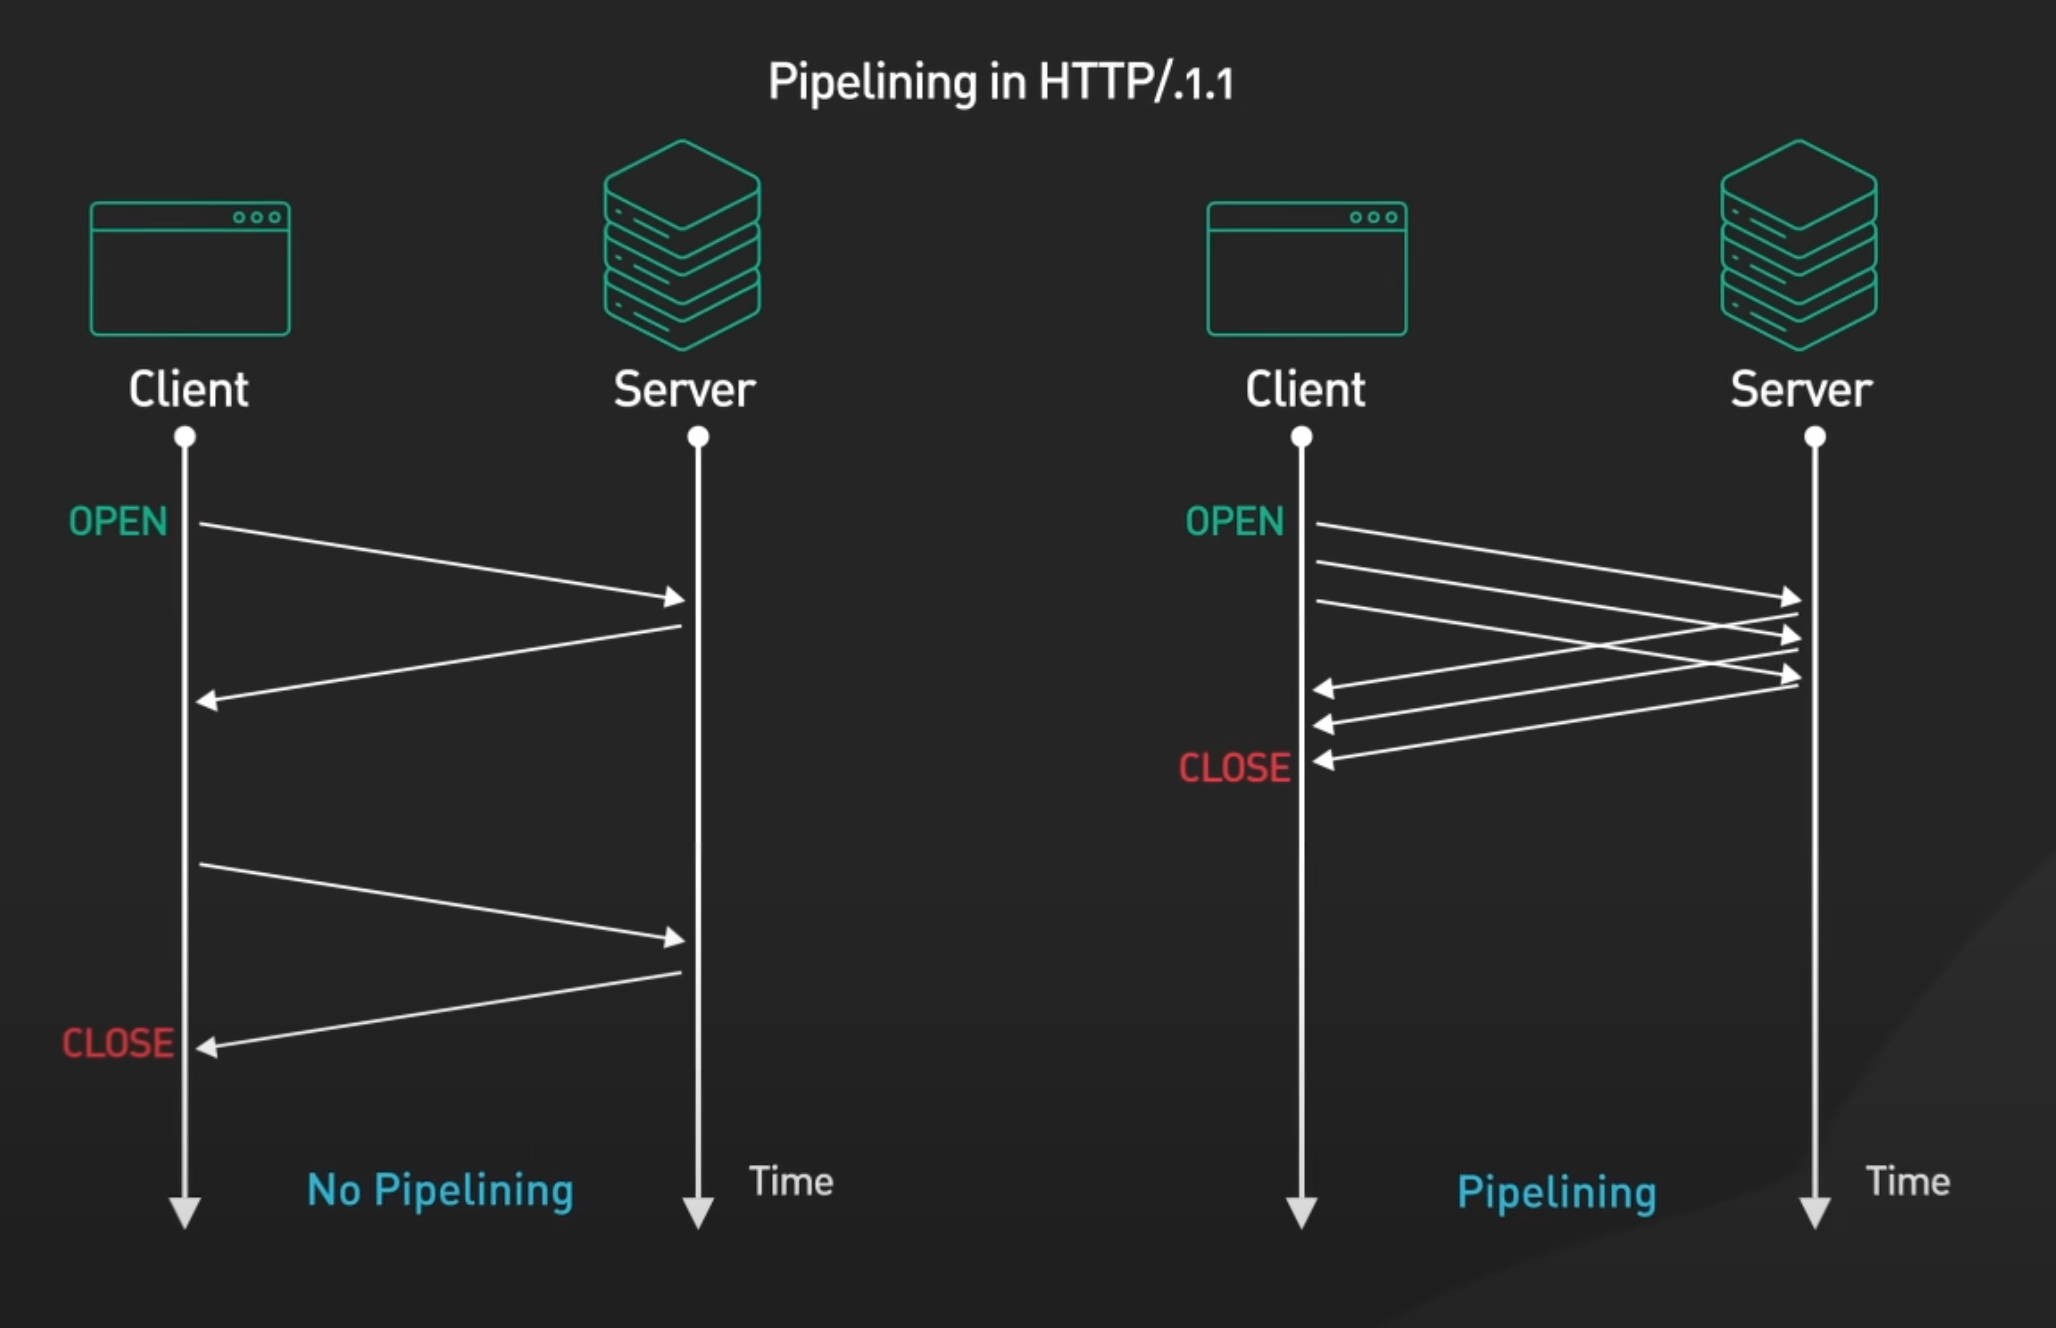 Pipelining in HTTP/.1.1
Client
Server
Client
Server
OPEN
OPEN
CLOSE
CLOSE
No Pipelining
Time
Pipelining
Time